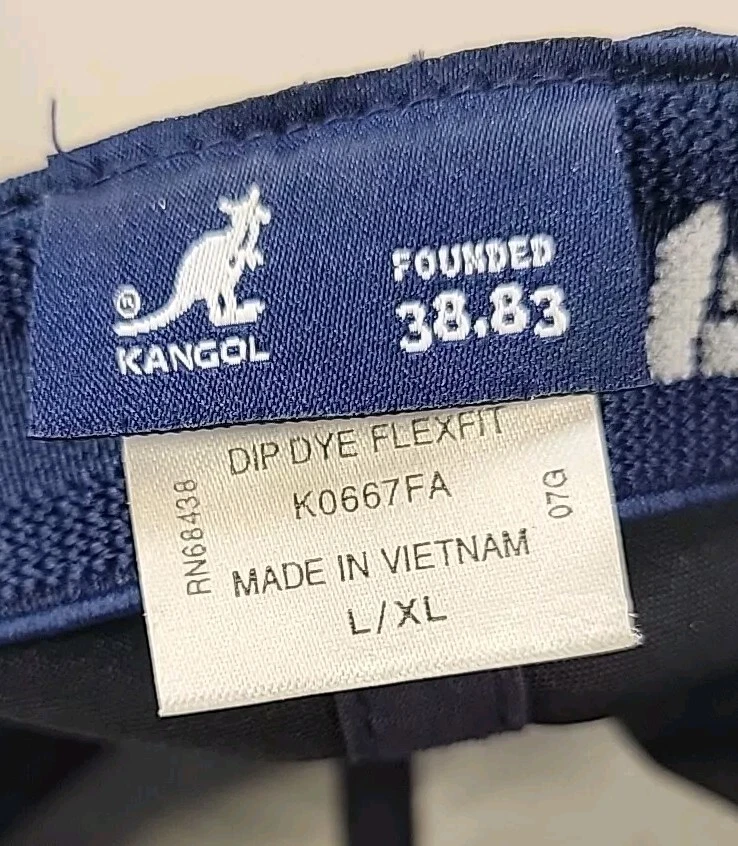 ®
KANGOL
FOUNDED
38.83
DIP DYE FLEXFIT
K0667FA
MADE IN VIETNAM
L/XL
RN68438
07G